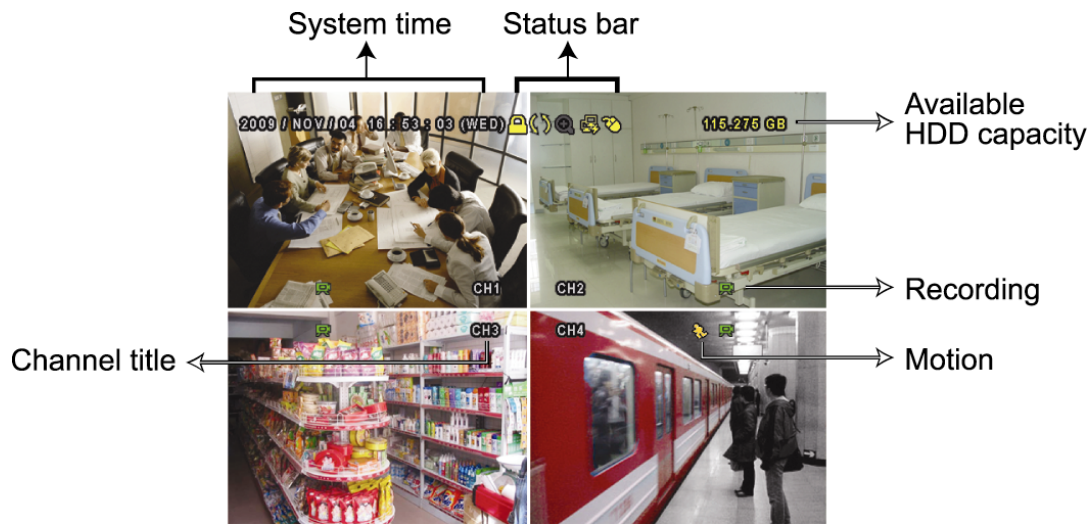 System time
Status bar
2009 / NOV / 04 16 : 53 : 03 (WED)
115.275 GB
Available
HDD capacity
CH1
CH2
Recording
CH3
CH4
Channel title
Motion